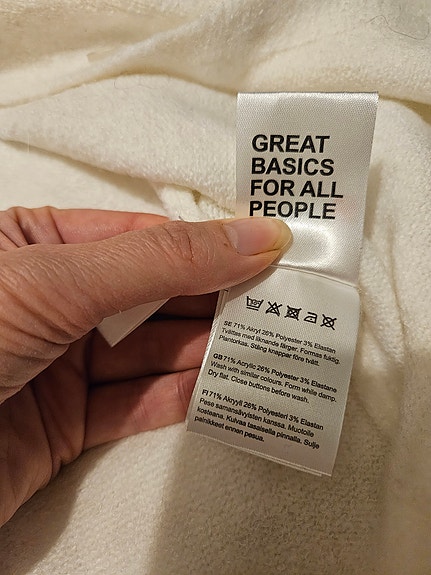 GREAT
BASICS
FOR ALL
PEOPLE
SE 71% Akryl 26% Polyester 3% Elastan
Tvättas med liknande färger. Formas fuktig.
Plantorkas. Stäng knappar före tvätt.
GB 71% Acrylic 26% Polyester 3% Elastane
Wash with similar colours. Form while damp.
Dry flat. Close buttons before wash.
FI 71% Akryyli 26% Polyesteri 3% Elastan
Pese samansävyisten kanssa. Muotoile
kosteana. Kuivaa tasaisella pinnalla. Sulje
painikkeet ennen pesua.